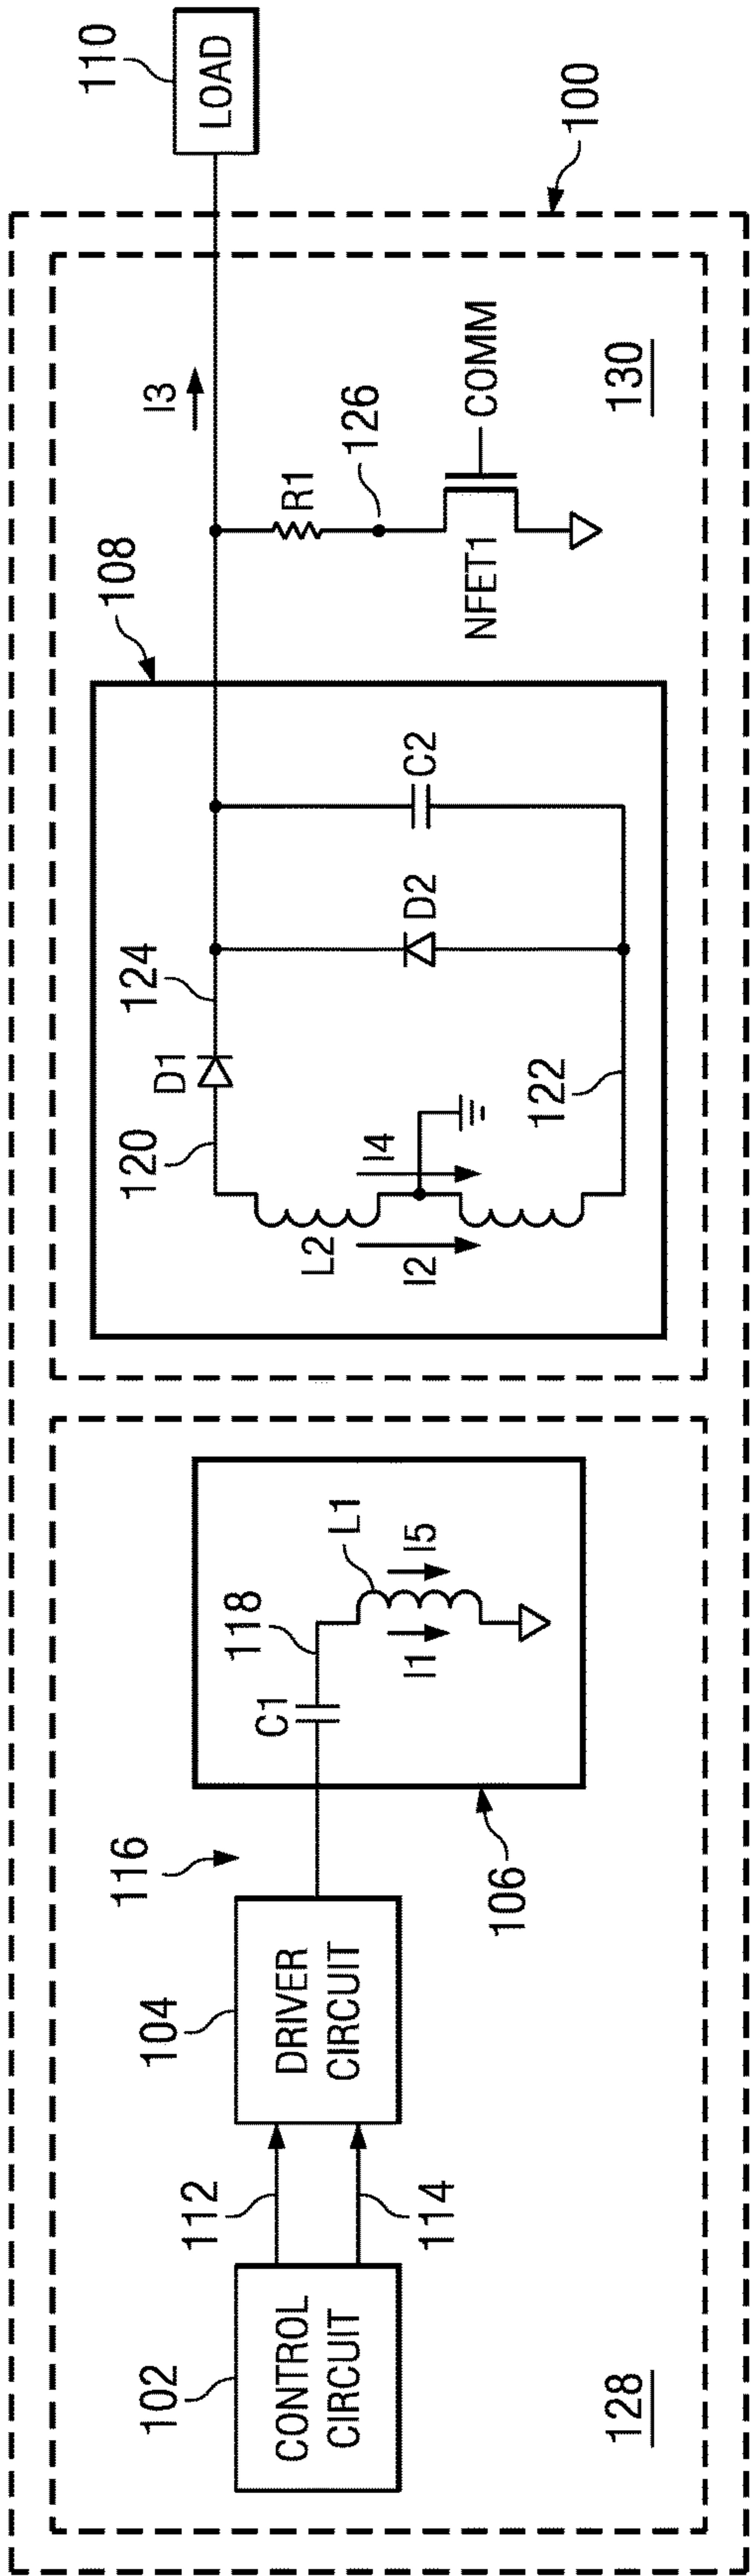 102
CONTROL
CIRCUIT
112
114
104
DRIVER
CIRCUIT
116
106
C1
118
L1
I1
I5
128
108
120
D1
124
L2
I2
I4
122
D2
C2
R1
126
NFET1
COMM
I3
130
100
110
LOAD